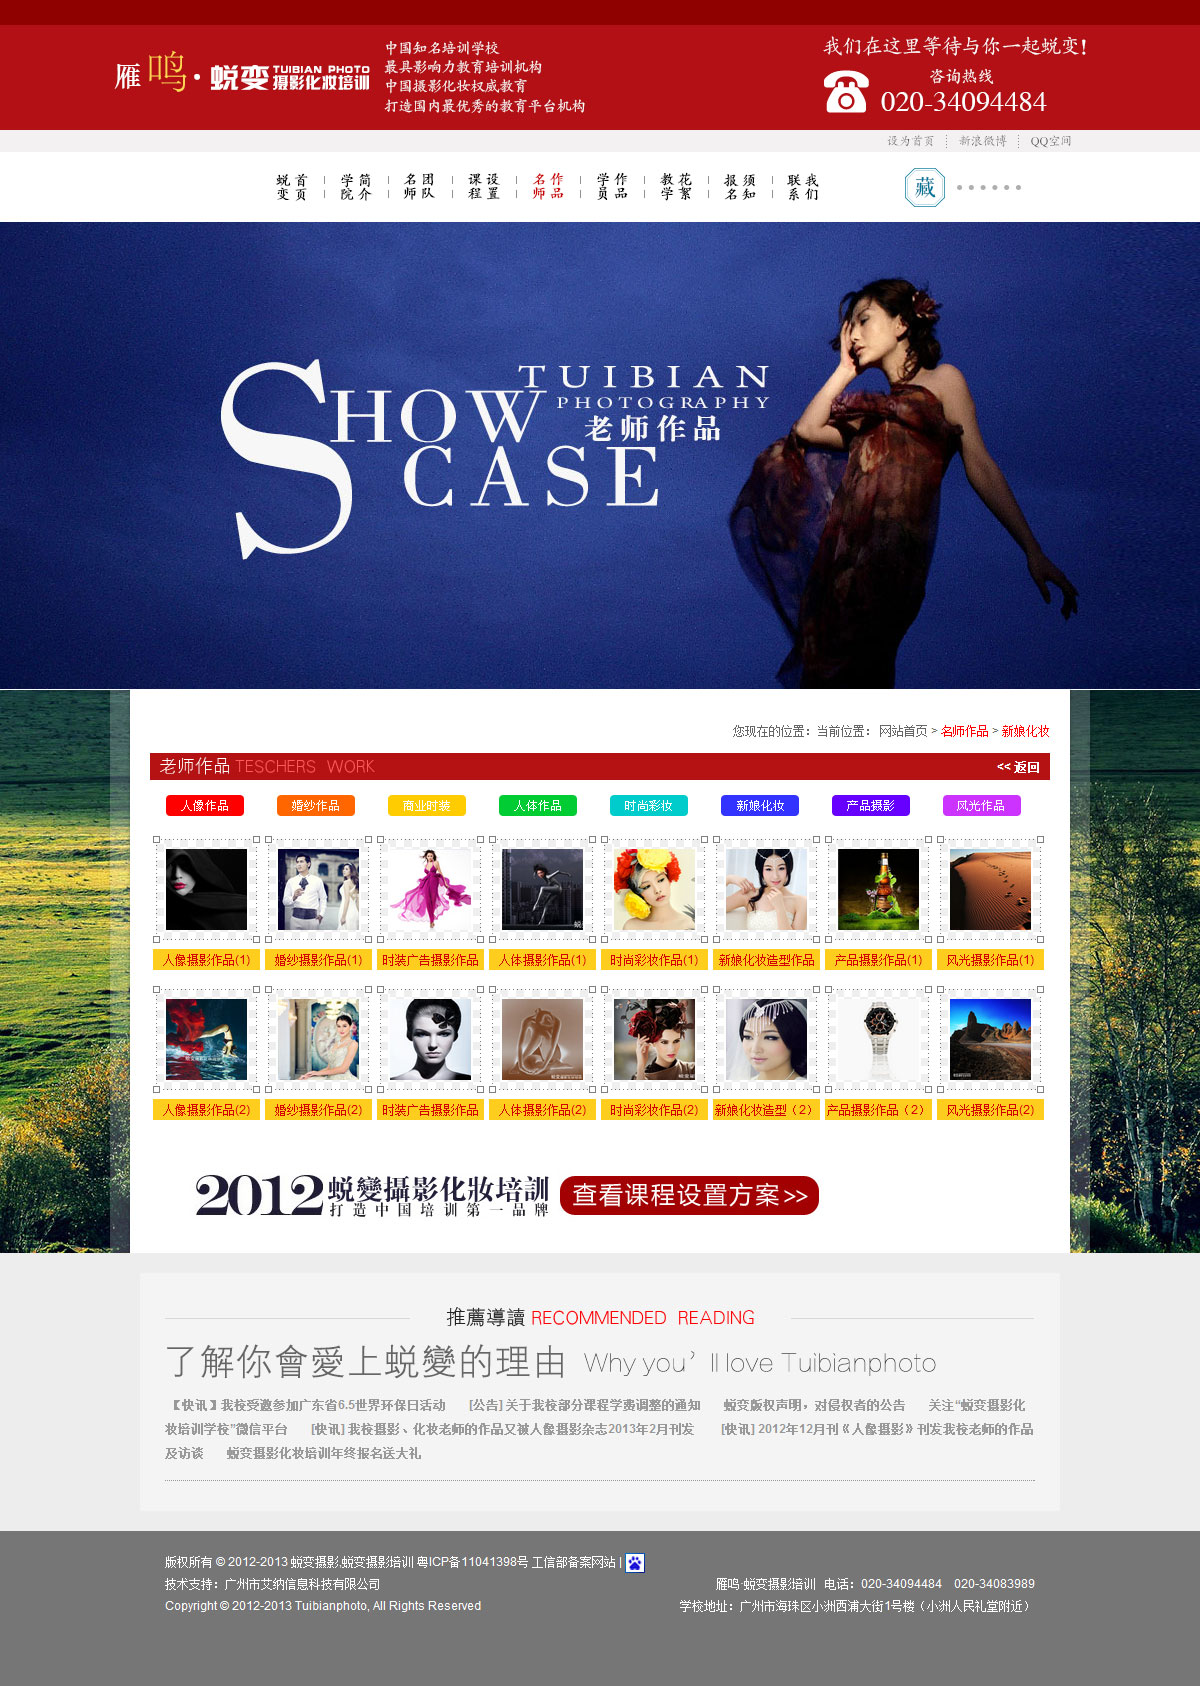 雁 鸣 · 蜕变 TUIBIAN PHOTO 摄影化妆培训
中国知名培训学校
最具影响力教育培训机构
中国摄影化妆权威教育
打造国内最优秀的教育平台机构
我们在这里等待与你一起蜕变!
咨询热线
020-34094484
设为首页 新浪微博 QQ空间
蜕变首页 学院简介 名师团队 课程设置 名师作品 学员作品 教学花絮 报名须知 联系我们
藏
SHOW CASE
TUIBIAN
PHOTOGRAPHY
老师作品
您现在的位置：当前位置： 网站首页 > 名师作品 > 新娘化妆
老师作品 TESCHERS WORK << 返回
人像作品 婚纱作品 商业时装 人体作品 时尚彩妆 新娘化妆 产品摄影 风光作品
人像摄影作品(1) 婚纱摄影作品(1) 时装广告摄影作品 人体摄影作品(1) 时尚彩妆作品(1) 新娘化妆造型作品 产品摄影作品(1) 风光摄影作品(1)
人像摄影作品(2) 婚纱摄影作品(2) 时装广告摄影作品 人体摄影作品(2) 时尚彩妆作品(2) 新娘化妆造型（2） 产品摄影作品（2） 风光摄影作品(2)
2012 蜕變攝影化妝培訓
打造中国培训第一品牌
查看课程设置方案>>
推薦導讀 RECOMMENDED READING
了解你會愛上蜕變的理由 Why you’ll love Tuibianphoto
【快讯】我校受邀参加广东省6.5世界环保日活动 [公告] 关于我校部分课程学费调整的通知 蜕变版权声明，对侵权者的公告 关注“蜕变摄影化
妆培训学校”微信平台 [快讯] 我校摄影、化妆老师的作品又被人像摄影杂志2013年2月刊发 [快讯] 2012年12月刊《人像摄影》刊发我校老师的作品
及访谈 蜕变摄影化妆培训年终报名送大礼
版权所有 © 2012-2013 蜕变摄影,蜕变摄影培训 粤ICP备11041398号 工信部备案网站 |
技术支持：广州市艾纳信息科技有限公司
Copyright © 2012-2013 Tuibianphoto, All Rights Reserved
雁鸣·蜕变摄影培训 电话：020-34094484 020-34083989
学校地址：广州市海珠区小洲西浦大街1号楼（小洲人民礼堂附近）